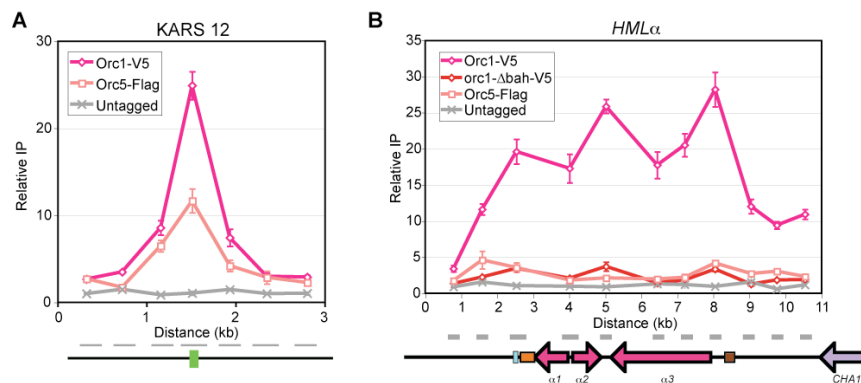 A
KARS 12
Relative IP
30
20
10
0
Orc1-V5
Orc5-Flag
Untagged
0 1 2 3
Distance (kb)
B
HMLα
Relative IP
35
30
25
20
15
10
5
0
Orc1-V5
orc1-Δbah-V5
Orc5-Flag
Untagged
0 1 2 3 4 5 6 7 8 9 10 11
Distance (kb)
α1 α2 α3 CHA1